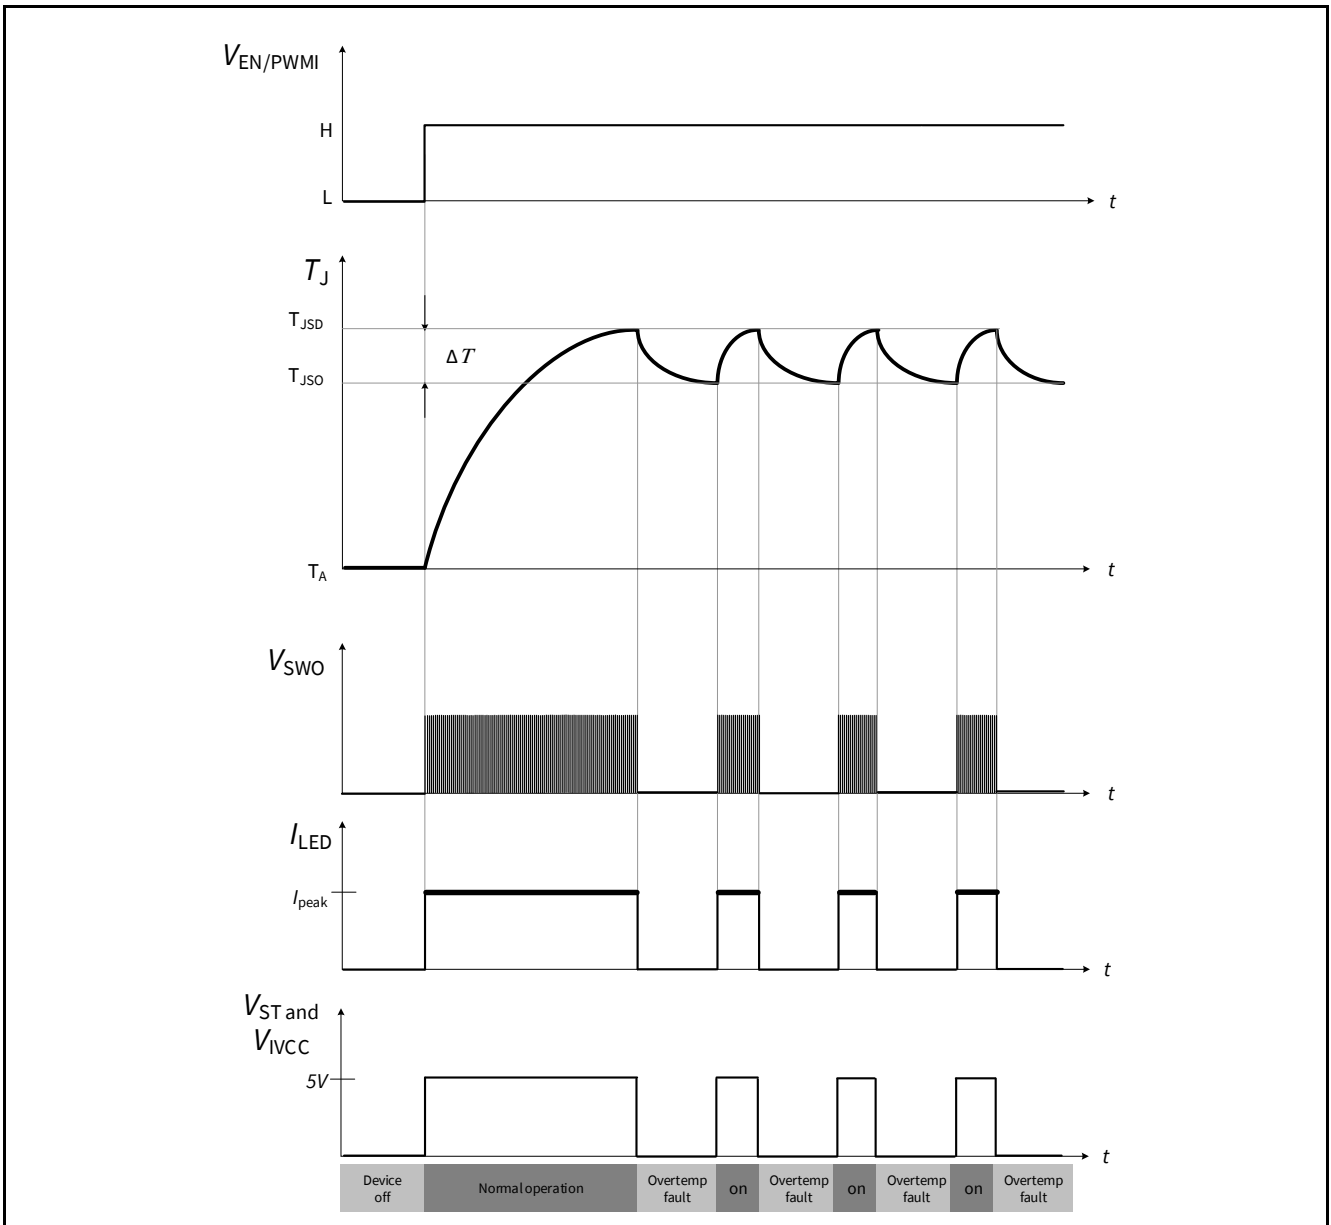 VEN/PWMI
H
L
t
TJ
TJSD
ΔT
TJSO
TA
t
VSWO
t
ILED
Ipeak
t
VST and
VIVCC
5V
t
Device
off
Normal operation
Overtemp
fault
on
Overtemp
fault
on
Overtemp
fault
on
Overtemp
fault